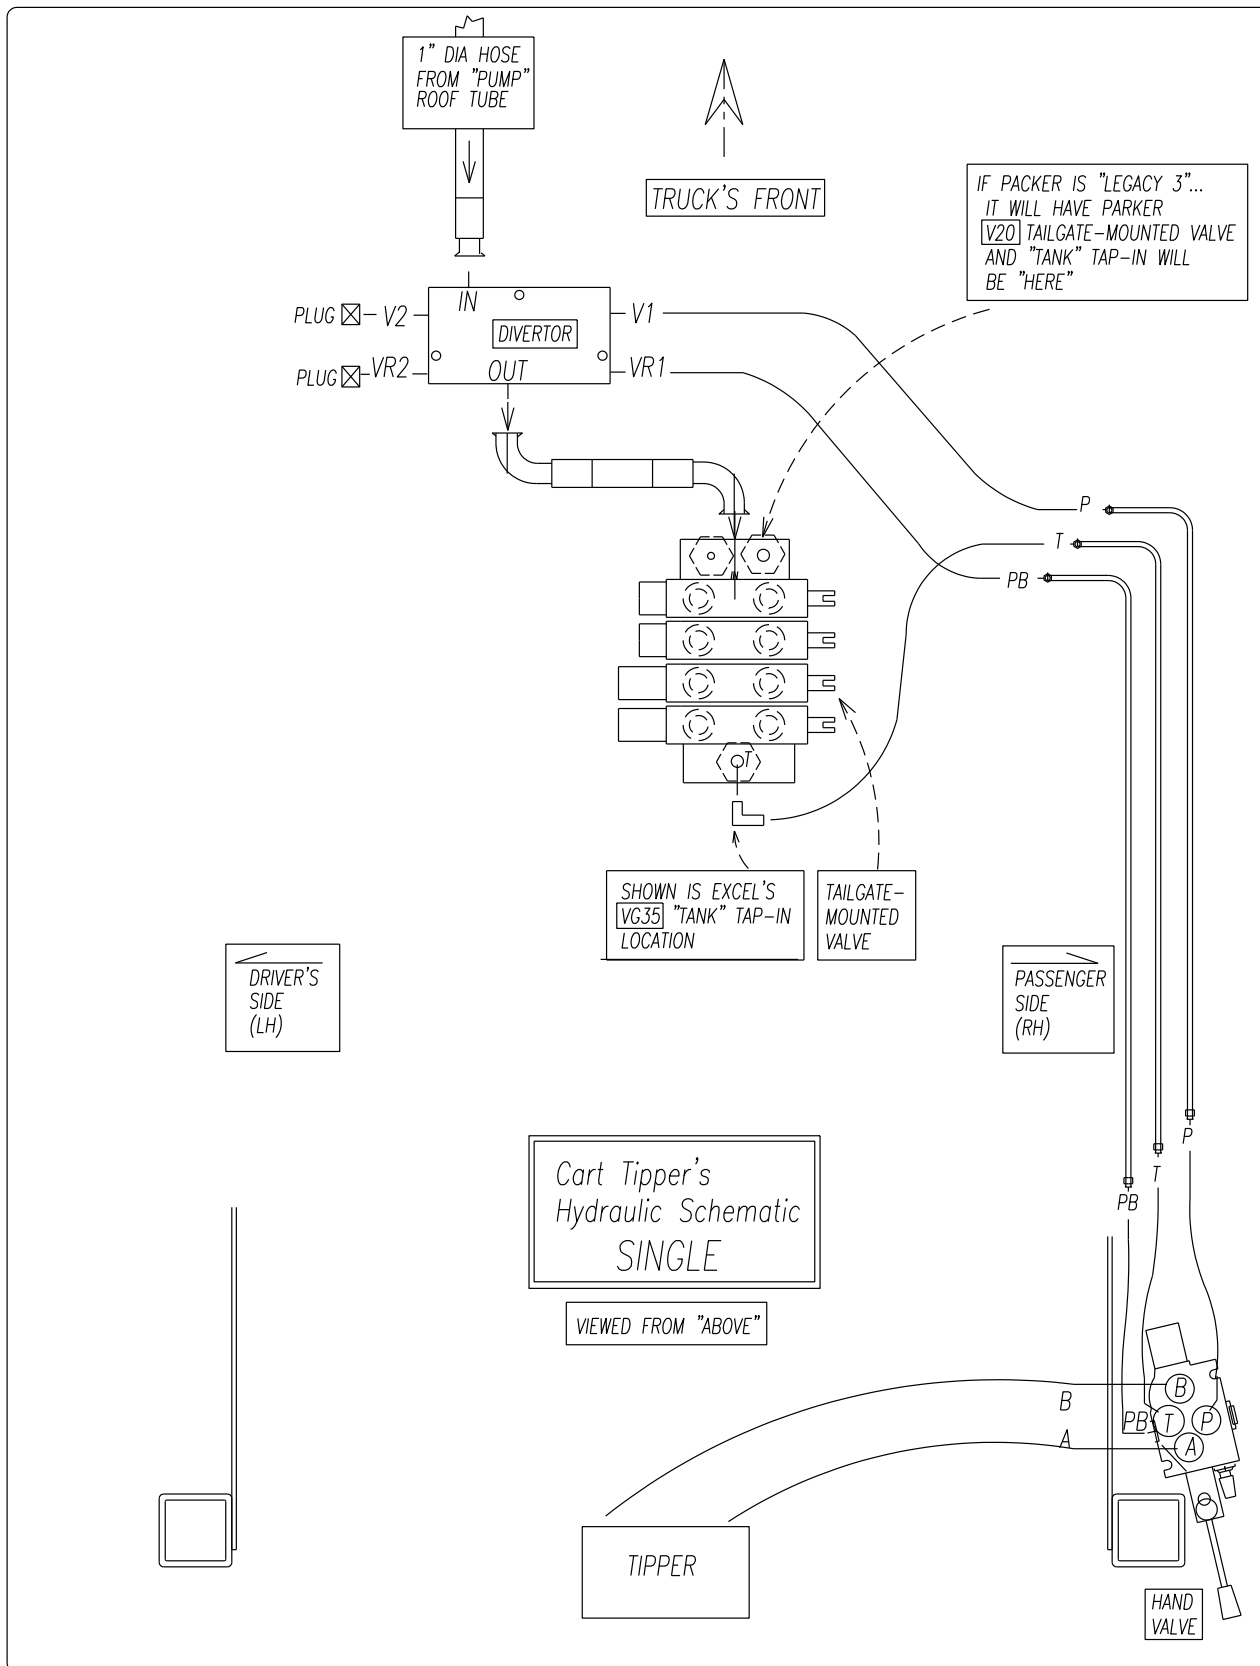 1" DIA HOSE
FROM "PUMP"
ROOF TUBE
TRUCK'S FRONT
IF PACKER IS "LEGACY 3"...
IT WILL HAVE PARKER
V20 TAILGATE-MOUNTED VALVE
AND "TANK" TAP-IN WILL
BE "HERE"
IN
PLUG V2
DIVERTOR
V1
PLUG VR2
OUT
VR1
P
T
PB
IN
T
SHOWN IS EXCEL'S
VG35 "TANK" TAP-IN
LOCATION
TAILGATE-
MOUNTED
VALVE
DRIVER'S
SIDE
(LH)
PASSENGER
SIDE
(RH)
P
T
PB
Cart Tipper's
Hydraulic Schematic
SINGLE
VIEWED FROM "ABOVE"
B
A
B
PB
T
P
A
TIPPER
HAND
VALVE